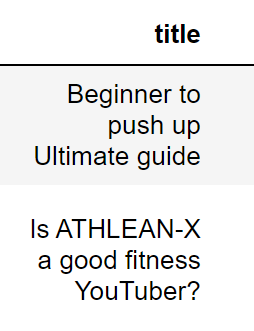 title
Beginner to
push up
Ultimate guide
Is ATHLEAN-X
a good fitness
YouTuber?